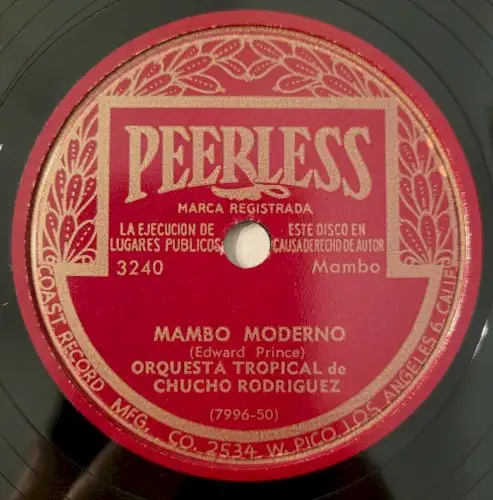 PEERLESS
MARCA REGISTRADA
LA EJECUCION DE
LUGARES PUBLICOS,
ESTE DISCO EN
CAUSA DERECHO DE AUTOR
3240
Mambo
MAMBO MODERNO
(Edward Prince)
ORQUESTA TROPICAL de
CHUCHO RODRIGUEZ
(7996-50)
COAST RECORD MFG. CO. 2534 W. PICO LOS ANGELES 6 CALIF